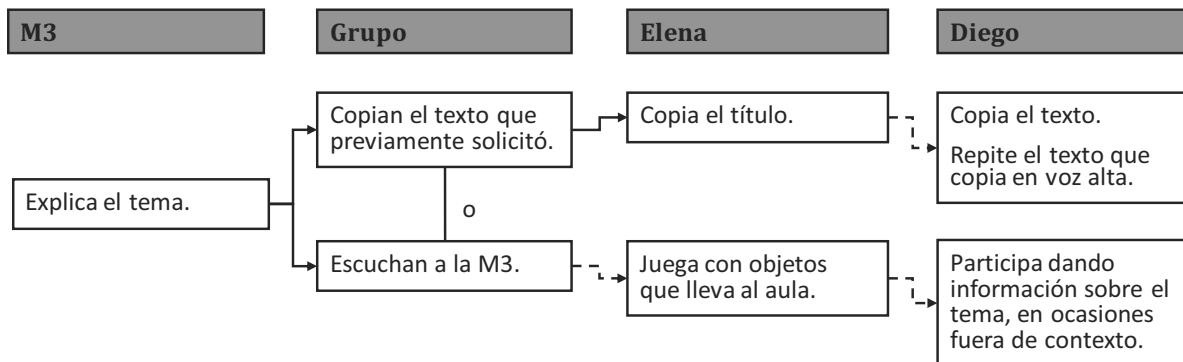 M3
Grupo
Elena
Diego
Explica el tema.
Copian el texto que
previamente solicitó.
o
Escuchan a la M3.
Copia el título.
Juega con objetos
que lleva al aula.
Copia el texto.
Repite el texto que
copia en voz alta.
Participa dando
información sobre el
tema, en ocasiones
fuera de contexto.